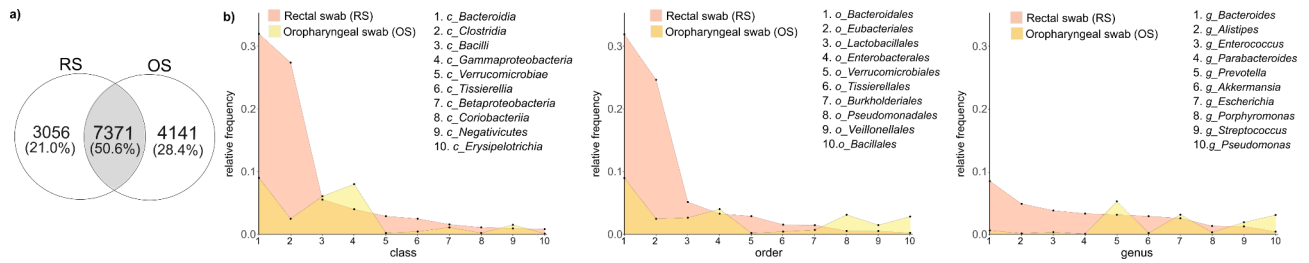 a)
RS OS
3056 7371 4141
(21.0%) (50.6%) (28.4%)
b)
Rectal swab (RS)
Oropharyngeal swab (OS)
1. c_Bacteroidia
2. c_Clostridia
3. c_Bacilli
4. c_Gammaproteobacteria
5. c_Verrucomicrobiae
6. c_Tissierellia
7. c_Betaproteobacteria
8. c_Coriobacteriia
9. c_Negativicutes
10. c_Erysipelotrichia
relative frequency
0.3
0.2
0.1
0.0
1 2 3 4 5 6 7 8 9 10
class
Rectal swab (RS)
Oropharyngeal swab (OS)
1. o_Bacteroidales
2. o_Eubacteriales
3. o_Lactobacillales
4. o_Enterobacterales
5. o_Verrucomicrobiales
6. o_Tissierellales
7. o_Burkholderiales
8. o_Pseudomonadales
9. o_Veillonellales
10.o_Bacillales
relative frequency
0.3
0.2
0.1
0.0
1 2 3 4 5 6 7 8 9 10
order
Rectal swab (RS)
Oropharyngeal swab (OS)
1. g_Bacteroides
2. g_Alistipes
3. g_Enterococcus
4. g_Parabacteroides
5. g_Prevotella
6. g_Akkermansia
7. g_Escherichia
8. g_Porphyromonas
9. g_Streptococcus
10.g_Pseudomonas
relative frequency
0.3
0.2
0.1
0.0
1 2 3 4 5 6 7 8 9 10
genus